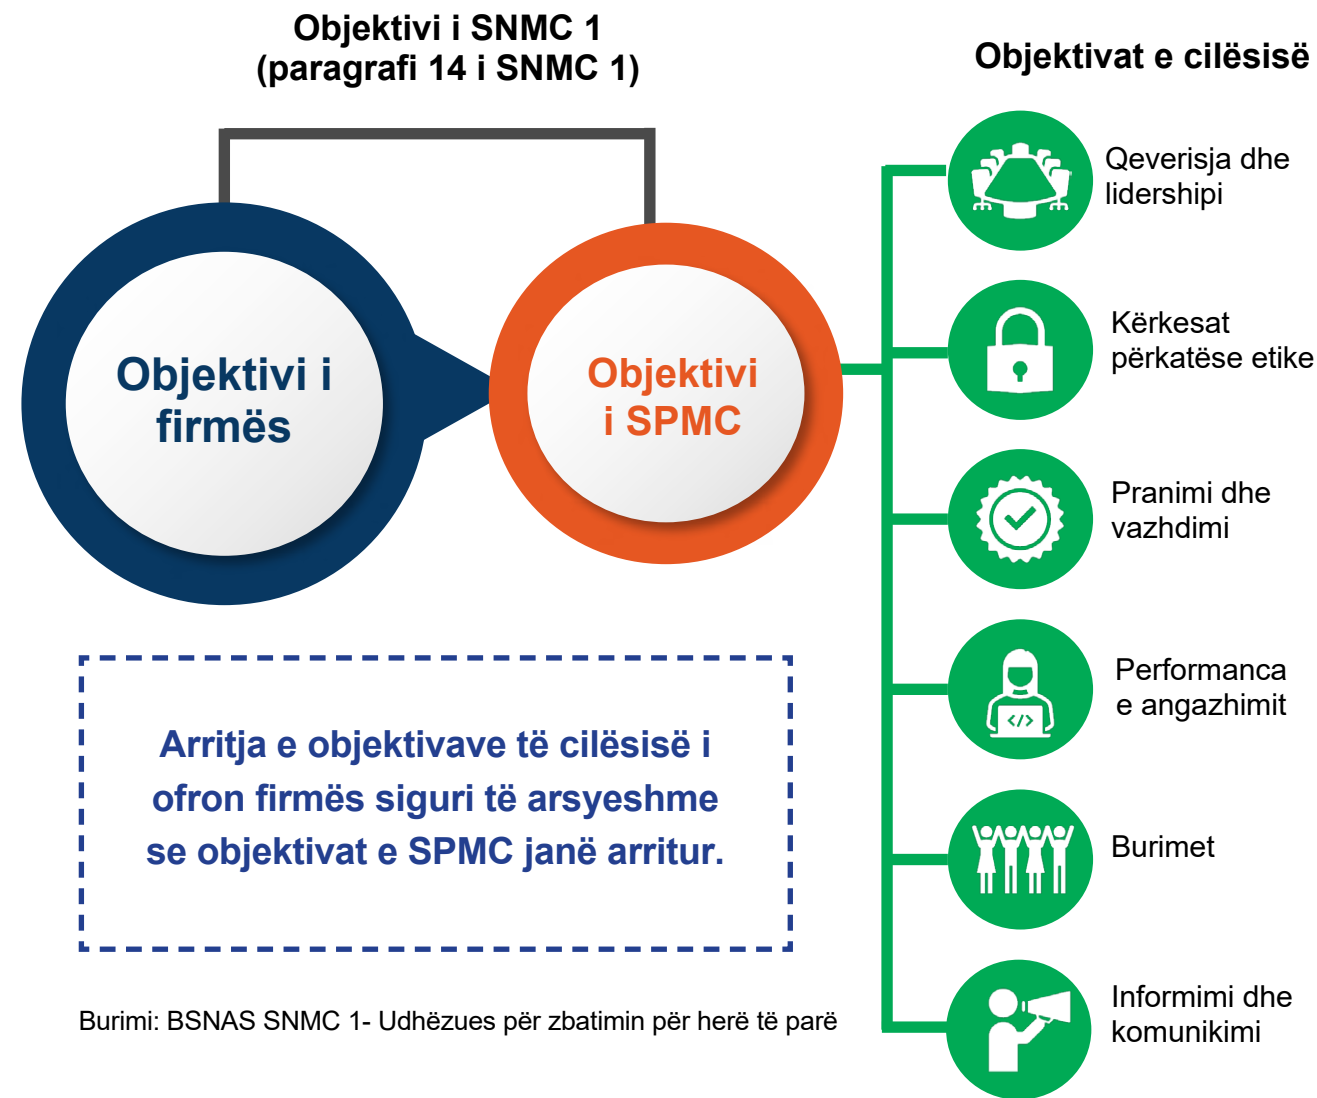 Objektivi i SNMC 1
(paragrafi 14 i SNMC 1)
Objektivat e cilësisë
Objektivi i
firmës
Objektivi
i SPMC
Qeverisja dhe
lidershipi
Kërkesat
përkatëse etike
Pranimi dhe
vazhdimi
Performanca
e angazhimit
</>
Burimet
Informimi dhe
komunikimi
Arritja e objektivave të cilësisë i
ofron firmës siguri të arsyeshme
se objektivat e SPMC janë arritur.
Burimi: BSNAS SNMC 1- Udhëzues për zbatimin për herë të parë